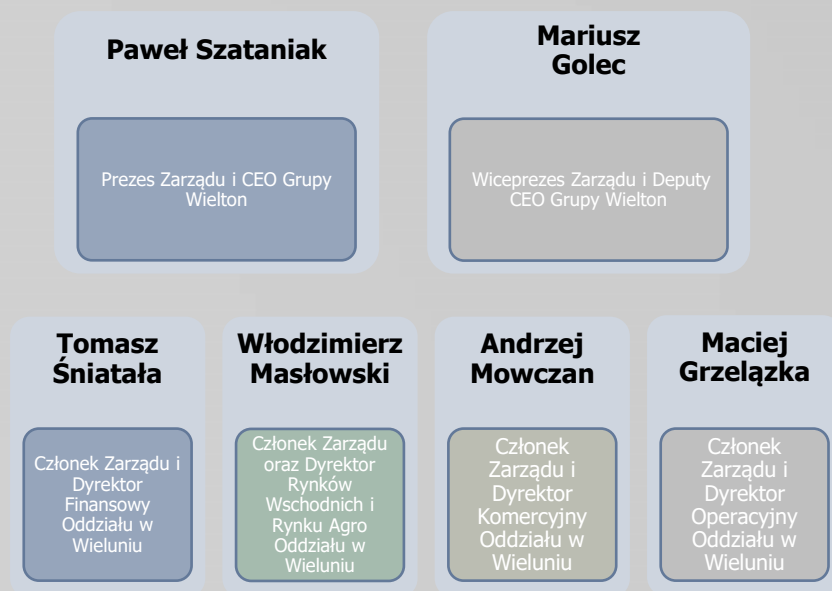 Paweł Szataniak
Mariusz
Golec
Prezes Zarządu i CEO Grupy
Wielton
Wiceprezes Zarządu i Deputy
CEO Grupy Wielton
Tomasz
Śniatała
Włodzimierz
Masłowski
Andrzej
Mowczan
Maciej
Grzelązka
Członek Zarządu i
Dyrektor
Finansowy
Oddziału w
Wieluniu
Członek Zarządu
oraz Dyrektor
Rynków
Wschodnich i
Rynku Agro
Oddziału w
Wieluniu
Członek
Zarządu i
Dyrektor
Komercyjny
Oddziału w
Wieluniu
Członek
Zarządu i
Dyrektor
Operacyjny
Oddziału w
Wieluniu